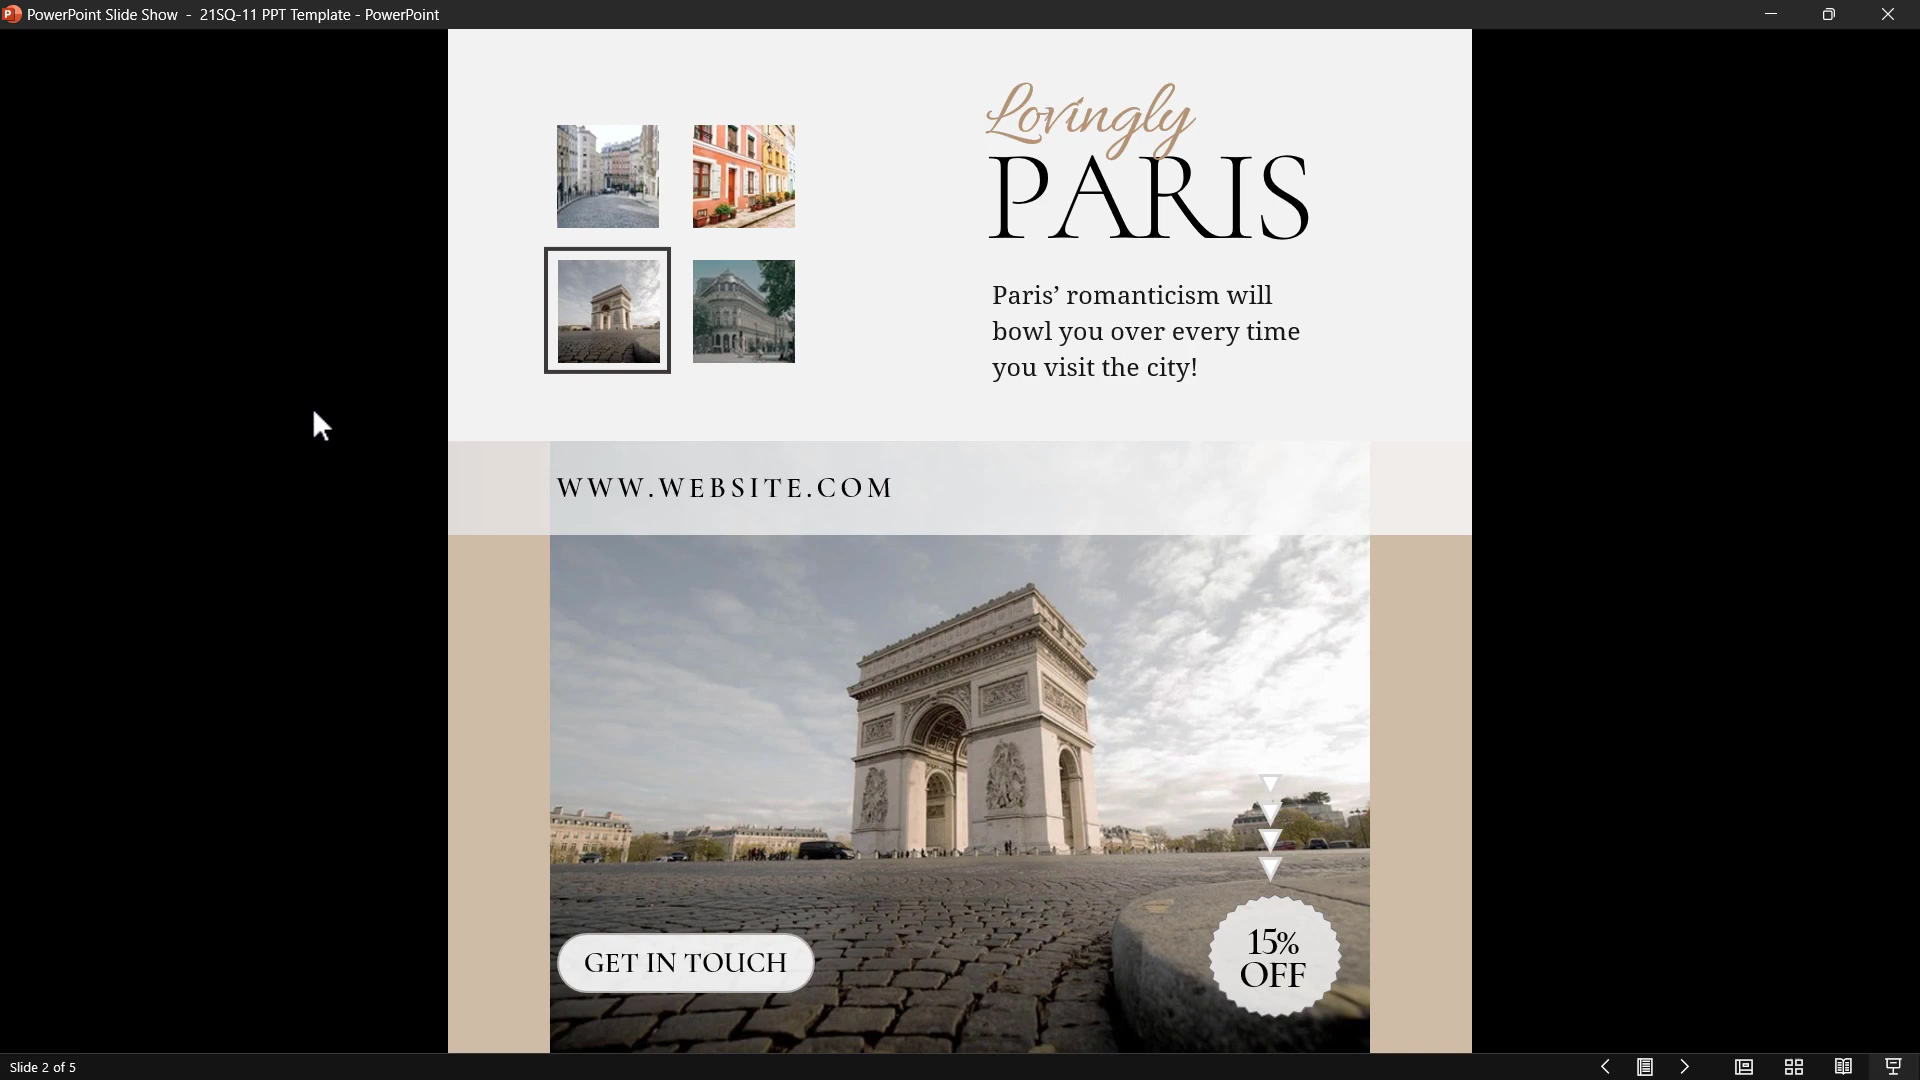 PowerPoint Slide Show - 21SQ-11 PPT Template - PowerPoint
Lovingly
PARIS
Paris’ romanticism will
bowl you over every time
you visit the city!
WWW.WEBSITE.COM
GET IN TOUCH
15%
OFF
Slide 2 of 5